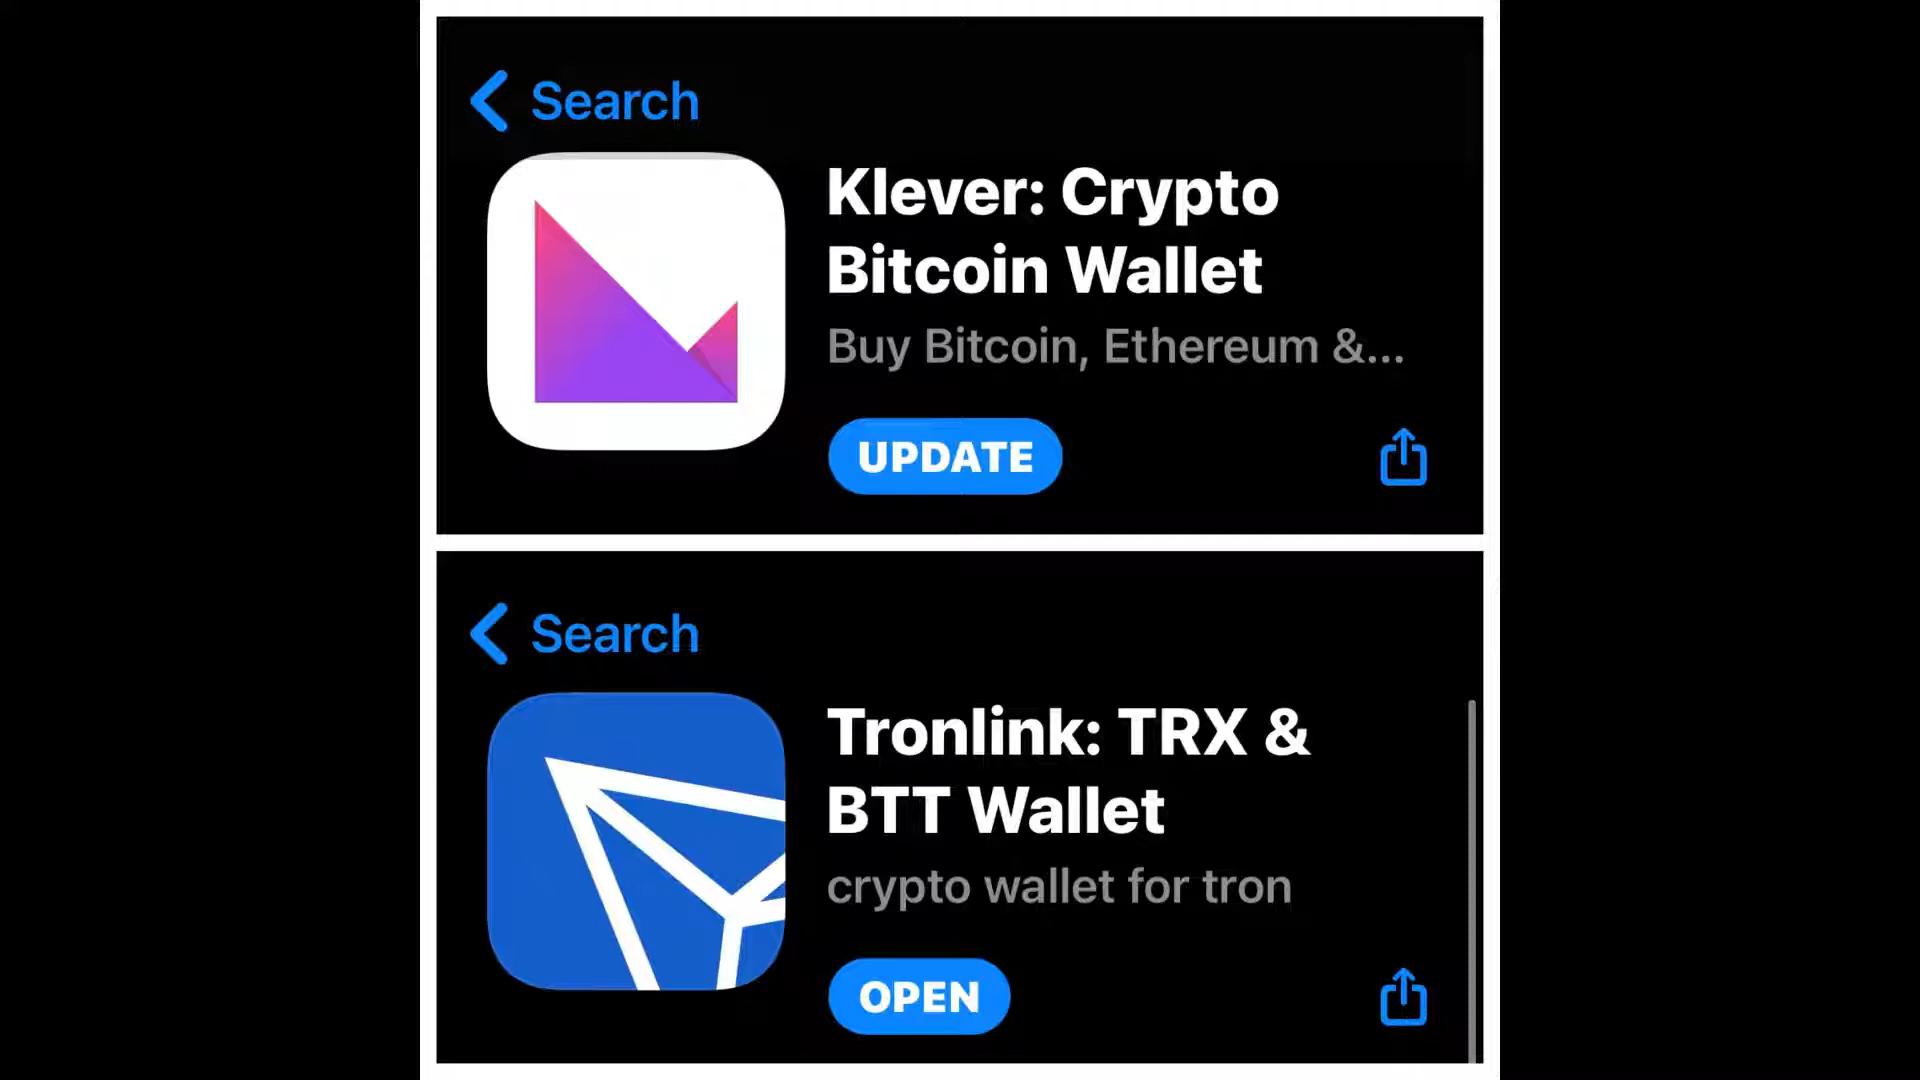 Search
Klever: Crypto
Bitcoin Wallet
Buy Bitcoin, Ethereum &...
UPDATE
Search
Tronlink: TRX &
BTT Wallet
crypto wallet for tron
OPEN